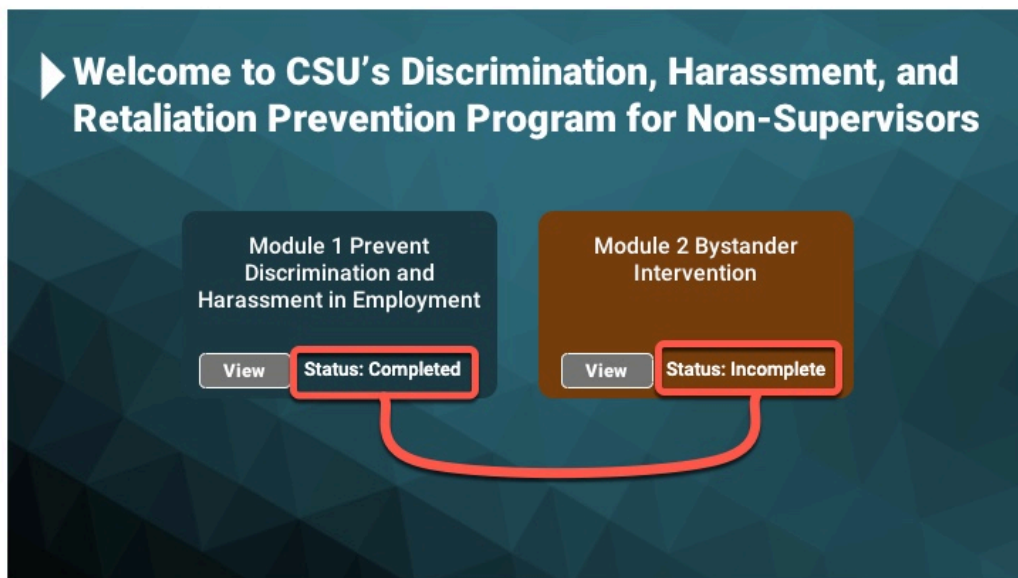 Welcome to CSU's Discrimination, Harassment, and
Retaliation Prevention Program for Non-Supervisors
Module 1 Prevent
Discrimination and
Harassment in Employment
View
Status: Completed
Module 2 Bystander
Intervention
View
Status: Incomplete